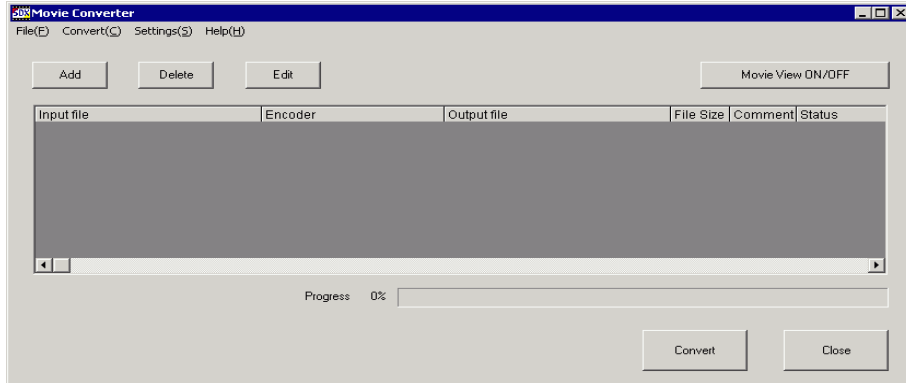 Movie Converter
File(F) Convert(C) Settings(S) Help(H)
Add Delete Edit Movie View ON/OFF
Input file Encoder Output file File Size Comment Status
Progress 0%
Convert Close